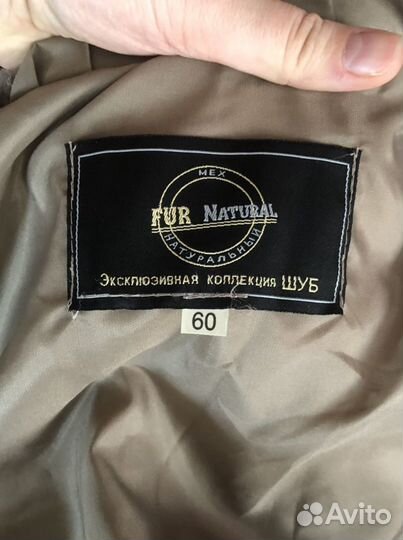 МЕХ
FUR NATURAL
НАТУРАЛЬНЫЙ
ЭКСКЛЮЗИВНАЯ КОЛЛЕКЦИЯ ШУБ
60
Avito